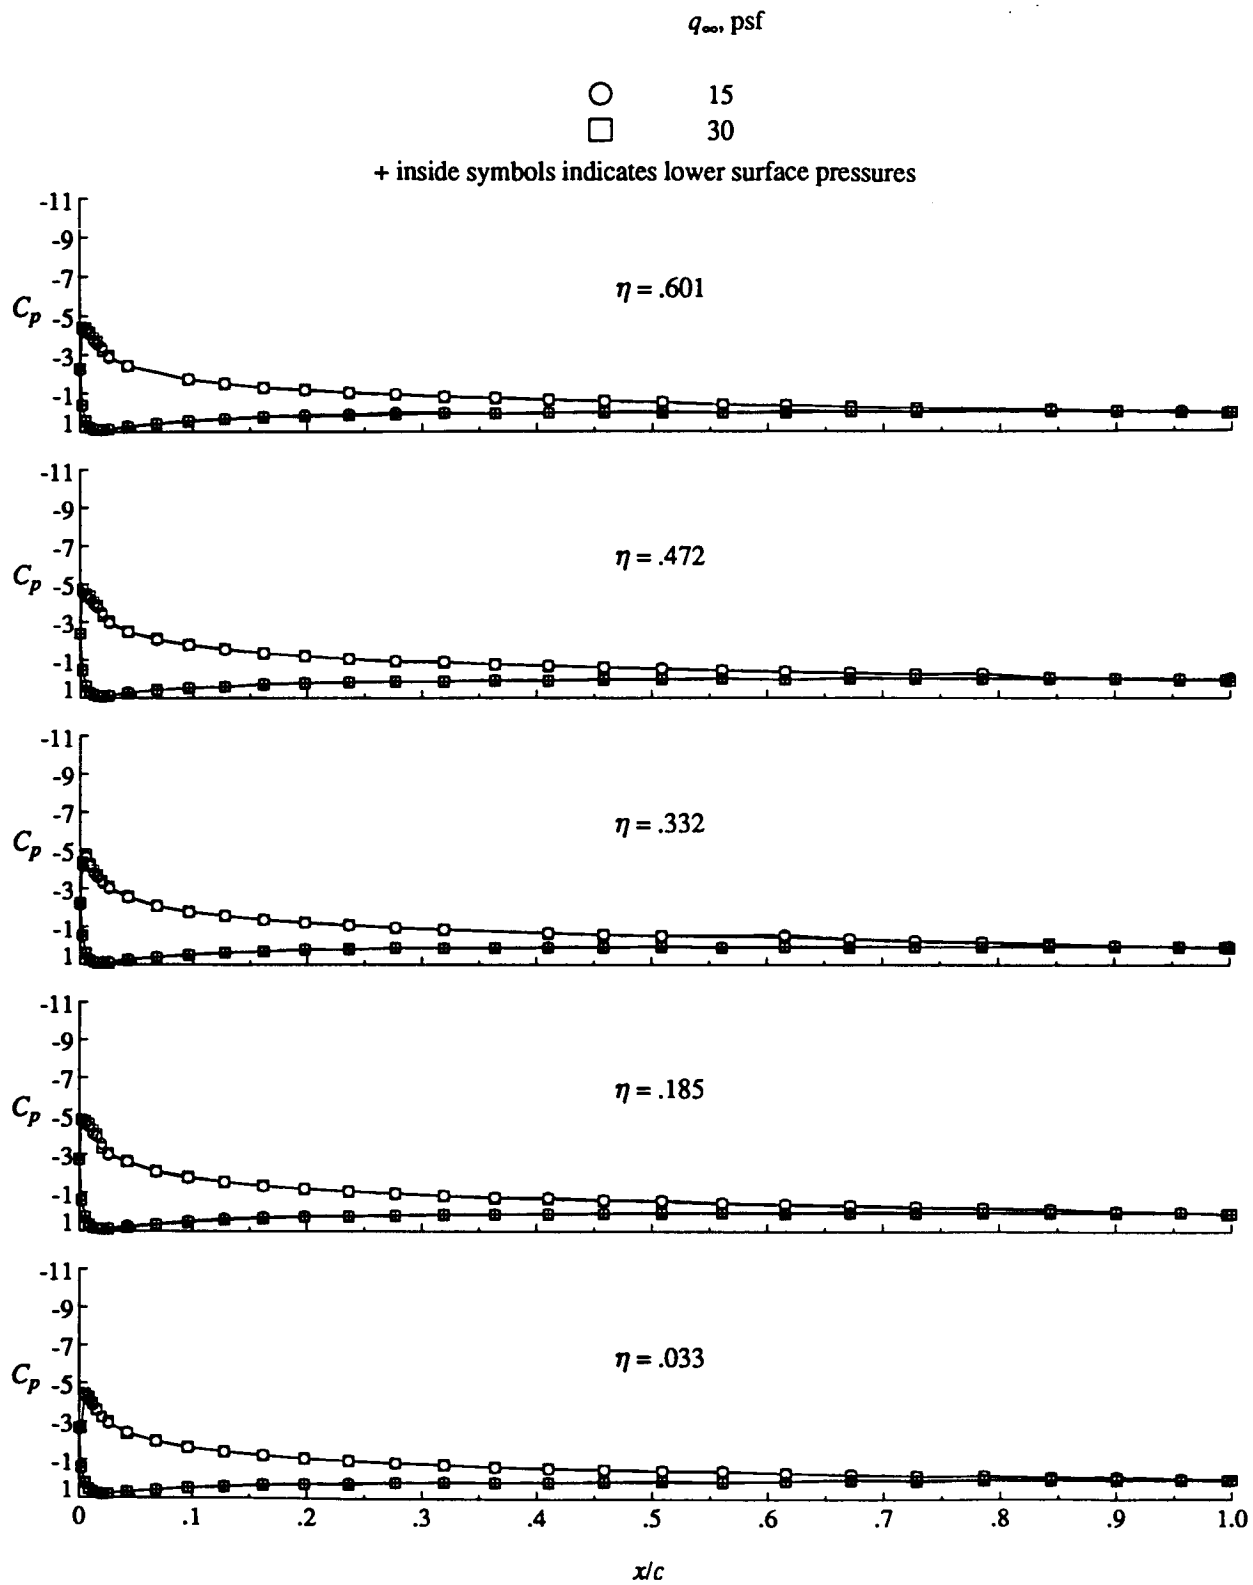 q∞, psf
○ 15
□ 30
+ inside symbols indicates lower surface pressures
-11
-9
-7
η = .601
Cp -5
-3
-1
1
-11
-9
-7
η = .472
Cp -5
-3
-1
1
-11
-9
-7
η = .332
Cp -5
-3
-1
1
-11
-9
-7
η = .185
Cp -5
-3
-1
1
-11
-9
-7
η = .033
Cp -5
-3
-1
1
0 .1 .2 .3 .4 .5 .6 .7 .8 .9 1.0
x/c